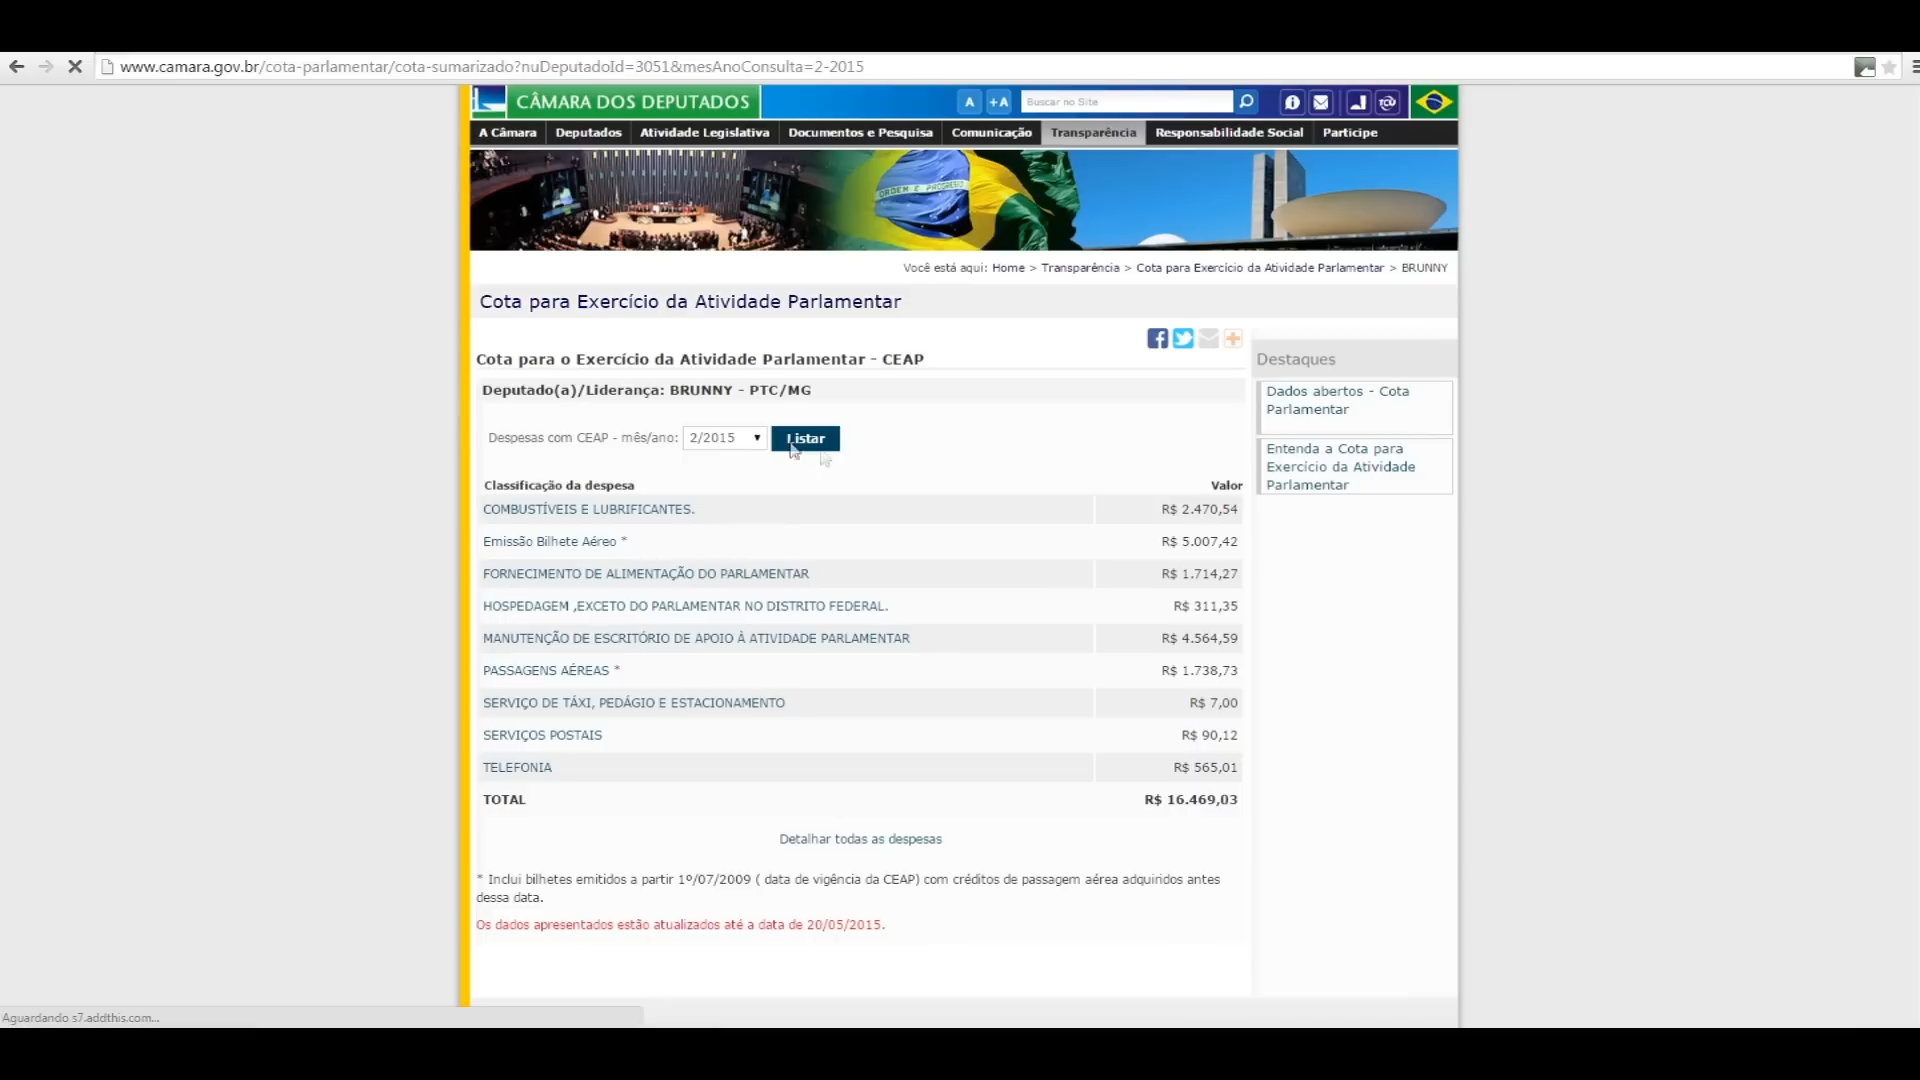 www.camara.gov.br/cota-parlamentar/cota-sumarizado?nuDeputadoId=3051&mesAnoConsulta=2-2015
CÂMARA DOS DEPUTADOS
A +A Buscar no Site
A Câmara Deputados Atividade Legislativa Documentos e Pesquisa Comunicação Transparência Responsabilidade Social Participe
ORDEM E PROGRESSO
Você está aqui: Home > Transparência > Cota para Exercício da Atividade Parlamentar > BRUNNY
Cota para Exercício da Atividade Parlamentar
Cota para o Exercício da Atividade Parlamentar - CEAP
Deputado(a)/Liderança: BRUNNY - PTC/MG
Despesas com CEAP - mês/ano: 2/2015 Listar
Classificação da despesa Valor
COMBUSTÍVEIS E LUBRIFICANTES. R$ 2.470,54
Emissão Bilhete Aéreo * R$ 5.007,42
FORNECIMENTO DE ALIMENTAÇÃO DO PARLAMENTAR R$ 1.714,27
HOSPEDAGEM ,EXCETO DO PARLAMENTAR NO DISTRITO FEDERAL. R$ 311,35
MANUTENÇÃO DE ESCRITÓRIO DE APOIO À ATIVIDADE PARLAMENTAR R$ 4.564,59
PASSAGENS AÉREAS * R$ 1.738,73
SERVIÇO DE TÁXI, PEDÁGIO E ESTACIONAMENTO R$ 7,00
SERVIÇOS POSTAIS R$ 90,12
TELEFONIA R$ 565,01
TOTAL R$ 16.469,03
Detalhar todas as despesas
* Inclui bilhetes emitidos a partir 1º/07/2009 ( data de vigência da CEAP) com créditos de passagem aérea adquiridos antes
dessa data.
Os dados apresentados estão atualizados até a data de 20/05/2015.
Destaques
Dados abertos - Cota
Parlamentar
Entenda a Cota para
Exercício da Atividade
Parlamentar
Aguardando s7.addthis.com...